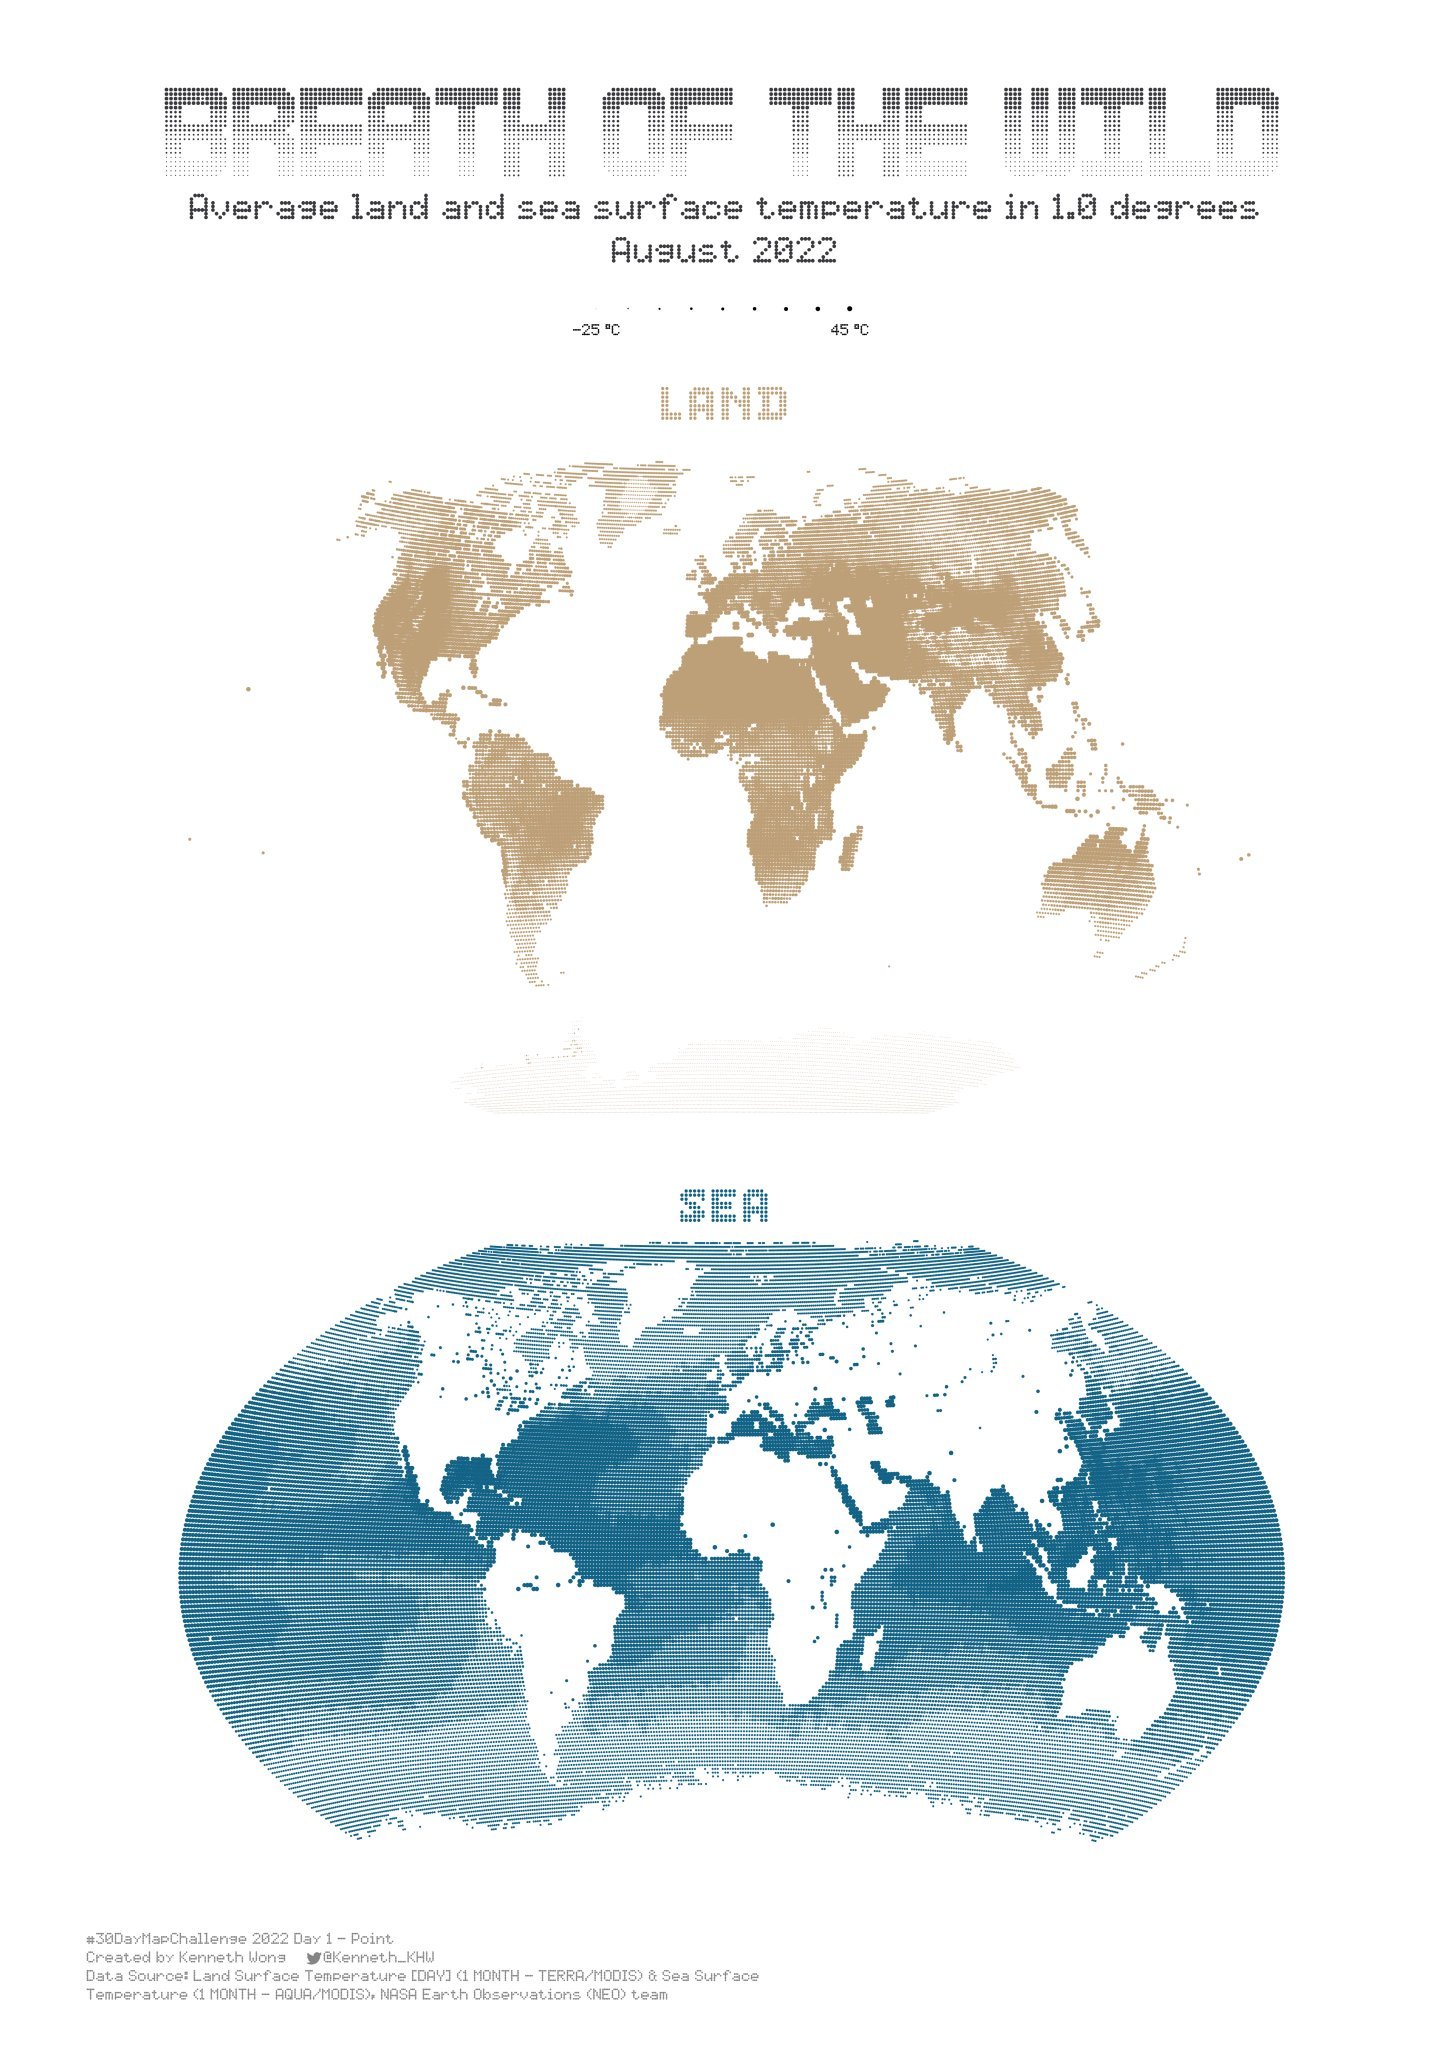 BREATH OF THE WILD
Average land and sea surface temperature in 1.0 degrees
August 2022
-25 °C 45 °C
LAND
SEA
#30DayMapChallenge 2022 Day 1 - Point
Created by Kenneth Wong @Kenneth_KHW
Data Source: Land Surface Temperature [DAY] (1 MONTH - TERRA/MODIS) & Sea Surface
Temperature (1 MONTH - AQUA/MODIS), NASA Earth Observations (NEO) team